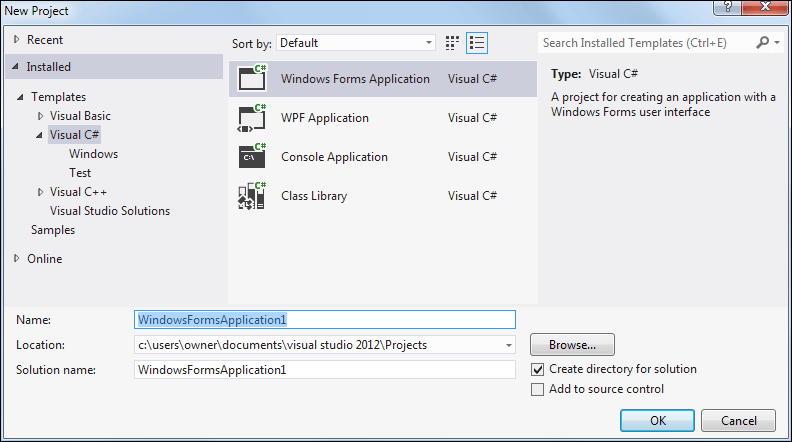 New Project
Recent
Installed
Templates
Visual Basic
Visual C#
Windows
Test
Visual C++
Visual Studio Solutions
Samples
Online
Sort by: Default
C# Windows Forms Application Visual C#
C# WPF Application Visual C#
C# C:\ Console Application Visual C#
C# Class Library Visual C#
Search Installed Templates (Ctrl+E)
Type: Visual C#
A project for creating an application with a
Windows Forms user interface
Name: WindowsFormsApplication1
Location: c:\users\owner\documents\visual studio 2012\Projects Browse...
Solution name: WindowsFormsApplication1
Create directory for solution
Add to source control
OK Cancel